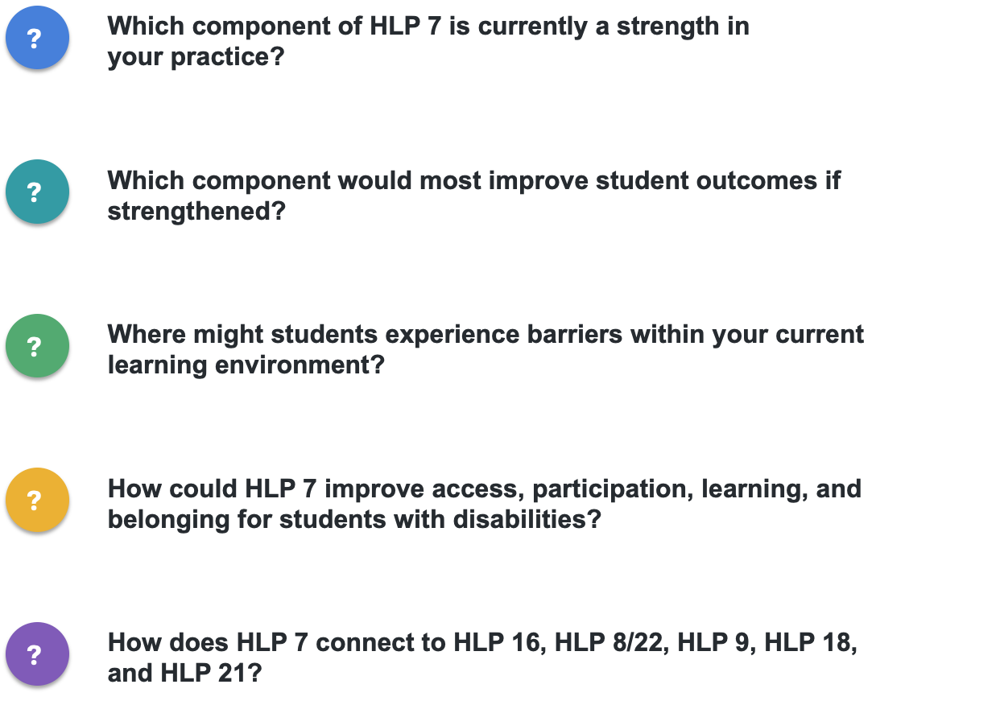 ?
Which component of HLP 7 is currently a strength in
your practice?
?
Which component would most improve student outcomes if
strengthened?
?
Where might students experience barriers within your current
learning environment?
?
How could HLP 7 improve access, participation, learning, and
belonging for students with disabilities?
?
How does HLP 7 connect to HLP 16, HLP 8/22, HLP 9, HLP 18,
and HLP 21?